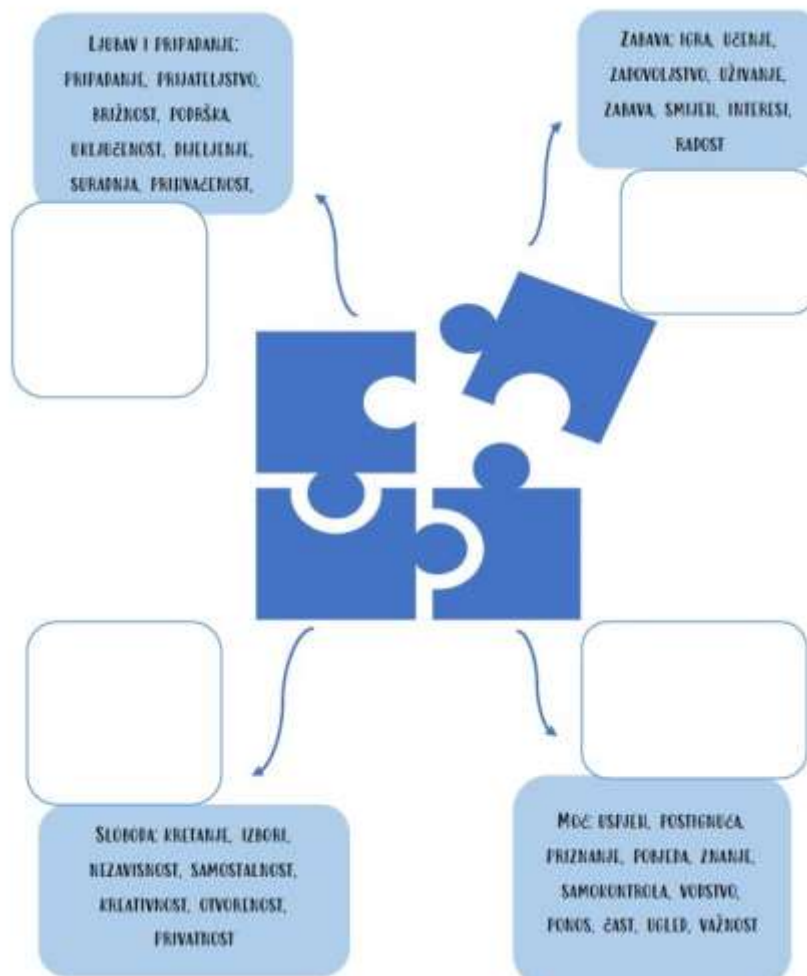 LJUBAV I PRIPADANJE:
PRIPADANJE, PRIJATELJSTVO,
BRIŽNOST, PODRŠKA,
UKLJUČENOST, DIJELJENJE,
SURADNJA, PRIHVAĆENOST,
ZABAVA: IGRA, UČENJE,
ZADOVOLJSTVO, UŽIVANJE,
ZABAVA, SMIJEH, INTERESI,
RADOST
SLOBODA: KRETANJE, IZBORI,
NEZAVISNOST, SAMOSTALNOST,
KREATIVNOST, OTVORENOST,
PRIVATNOST
MOĆ: USPJEH, POSTIGNUĆA,
PRIZNANJE, POBJEDA, ZNANJE,
SAMOKONTROLA, VODSTVO,
PONOS, ČAST, UGLED, VAŽNOST